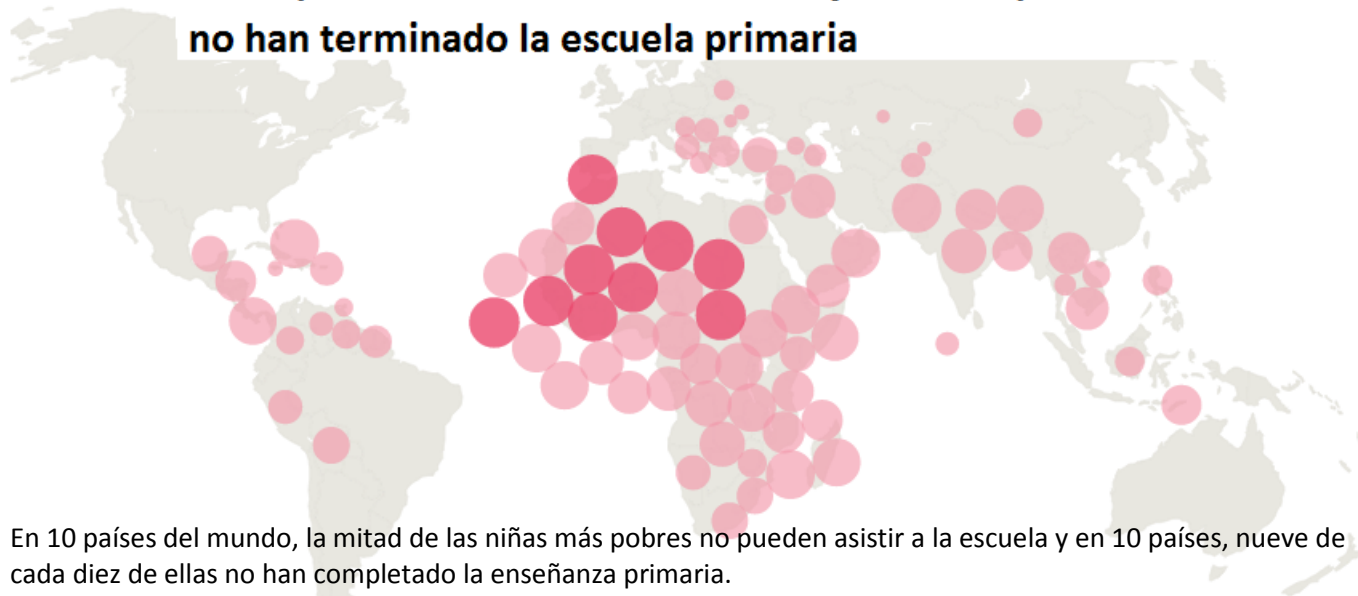 no han terminado la escuela primaria
En 10 países del mundo, la mitad de las niñas más pobres no pueden asistir a la escuela y en 10 países, nueve de
cada diez de ellas no han completado la enseñanza primaria.